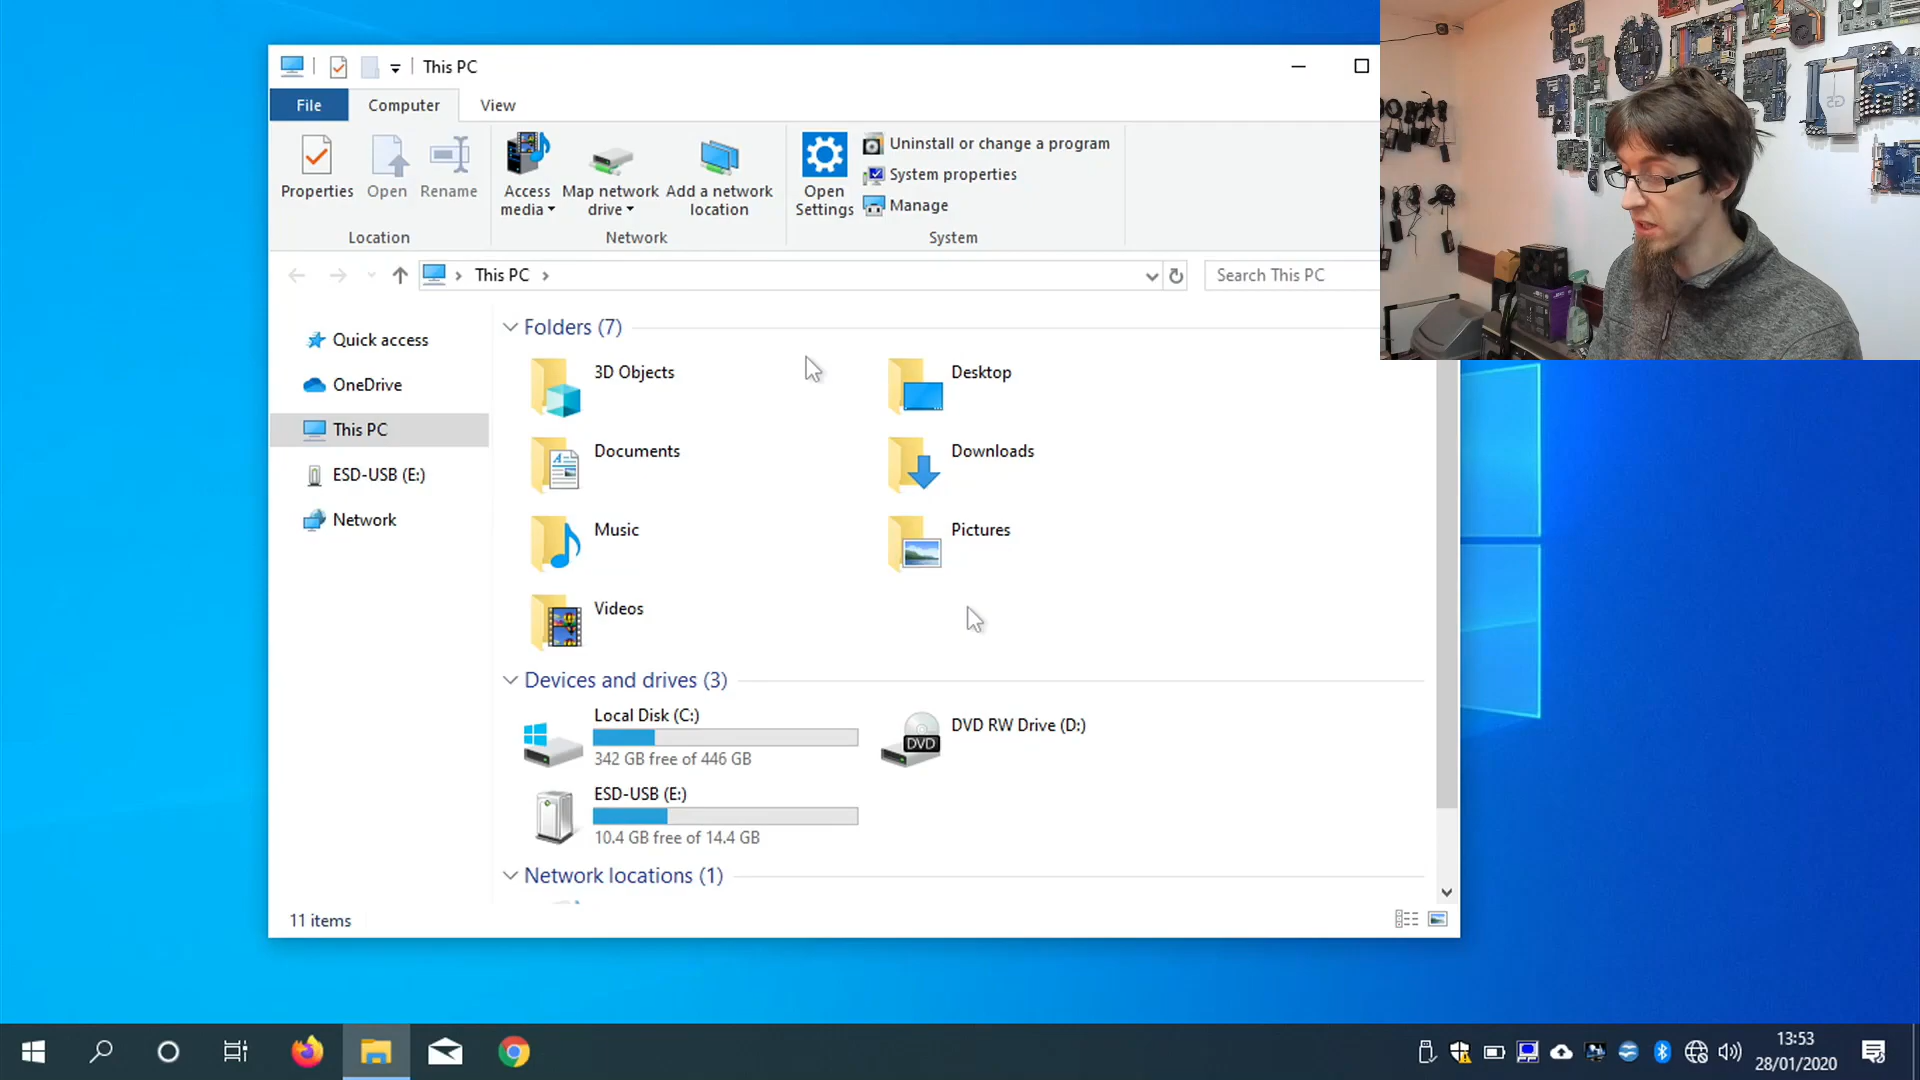 This PC
File
Computer
View
Properties
Open
Rename
Location
Access
media
Map network
drive
Add a network
location
Network
Open
Settings
Uninstall or change a program
System properties
Manage
System
This PC
Search This PC
Quick access
OneDrive
This PC
ESD-USB (E:)
Network
Folders (7)
3D Objects
Desktop
Documents
Downloads
Music
Pictures
Videos
Devices and drives (3)
Local Disk (C:)
342 GB free of 446 GB
DVD
DVD RW Drive (D:)
ESD-USB (E:)
10.4 GB free of 14.4 GB
Network locations (1)
11 items
13:53
28/01/2020